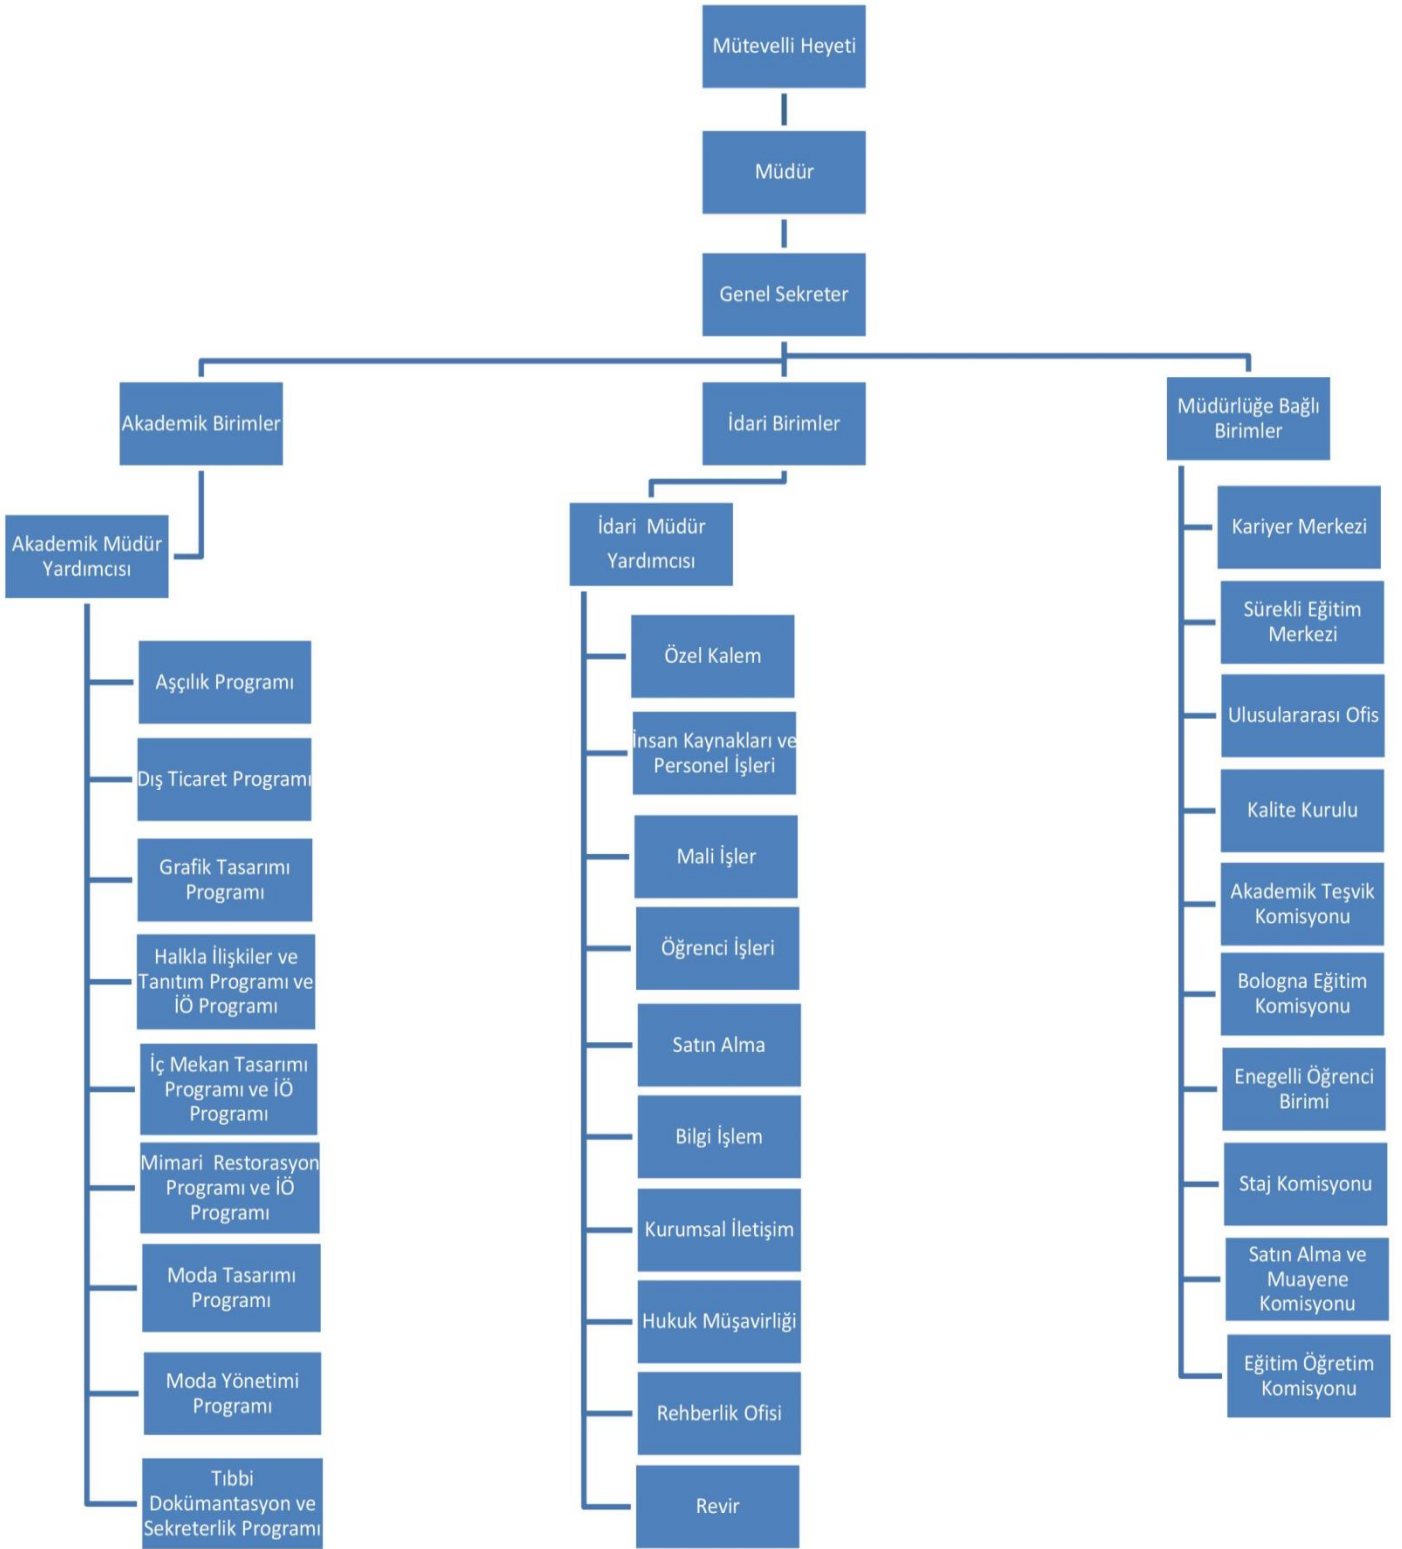 Mütevelli Heyeti
Müdür
Genel Sekreter
Akademik Birimler
İdari Birimler
Müdürlüğe Bağlı
Birimler
Akademik Müdür
Yardımcısı
Aşçılık Programı
Dış Ticaret Programı
Grafik Tasarımı
Programı
Halkla İlişkiler ve
Tanıtım Programı ve
İÖ Programı
İç Mekan Tasarımı
Programı ve İÖ
Programı
Mimari Restorasyon
Programı ve İÖ
Programı
Moda Tasarımı
Programı
Moda Yönetimi
Programı
Tıbbi
Dokümantasyon ve
Sekreterlik Programı
İdari Müdür
Yardımcısı
Özel Kalem
İnsan Kaynakları ve
Personel İşleri
Mali İşler
Öğrenci İşleri
Satın Alma
Bilgi İşlem
Kurumsal İletişim
Hukuk Müşavirliği
Rehberlik Ofisi
Revir
Kariyer Merkezi
Sürekli Eğitim
Merkezi
Ulusulararası Ofis
Kalite Kurulu
Akademik Teşvik
Komisyonu
Bologna Eğitim
Komisyonu
Enegelli Öğrenci
Birimi
Staj Komisyonu
Satın Alma ve
Muayene
Komisyonu
Eğitim Öğretim
Komisyonu